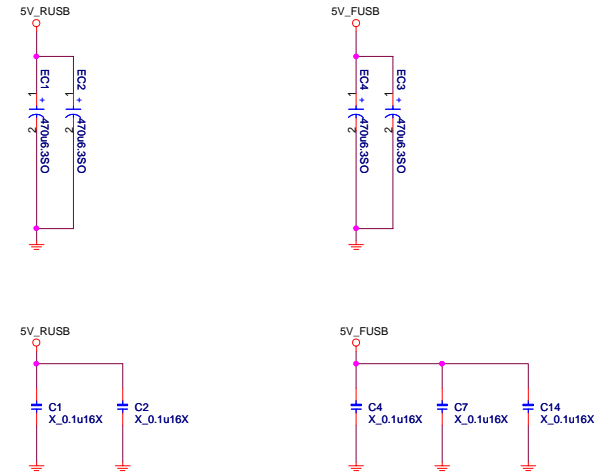 5V_RUSB
5V_FUSB
EC1
1
+
2
470u6.3SO
EC2
1
+
2
470u6.3SO
EC4
1
+
2
470u6.3SO
EC3
1
+
2
470u6.3SO
5V_RUSB
5V_FUSB
C1
X_0.1u16X
C2
X_0.1u16X
C4
X_0.1u16X
C7
X_0.1u16X
C14
X_0.1u16X